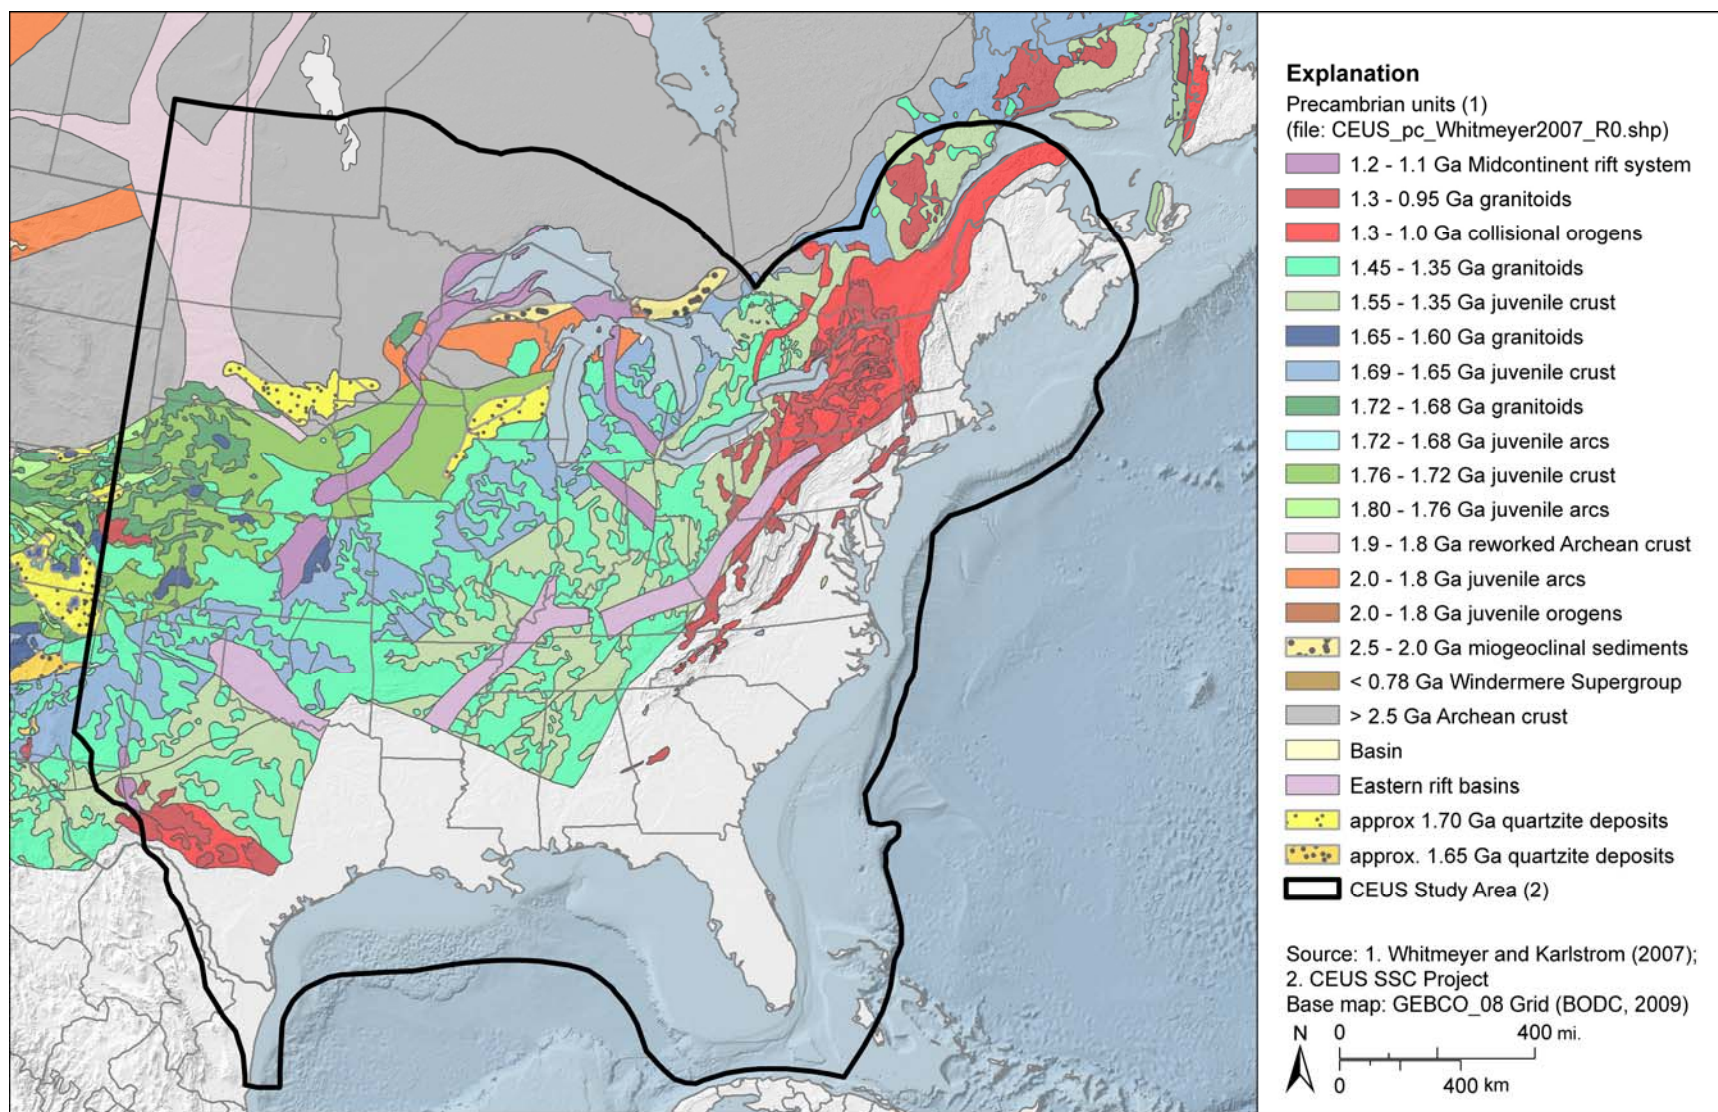 Explanation
Precambrian units (1)
(file: CEUS_pc_Whitmeyer2007_R0.shp)
1.2 - 1.1 Ga Midcontinent rift system
1.3 - 0.95 Ga granitoids
1.3 - 1.0 Ga collisional orogens
1.45 - 1.35 Ga granitoids
1.55 - 1.35 Ga juvenile crust
1.65 - 1.60 Ga granitoids
1.69 - 1.65 Ga juvenile crust
1.72 - 1.68 Ga granitoids
1.72 - 1.68 Ga juvenile arcs
1.76 - 1.72 Ga juvenile crust
1.80 - 1.76 Ga juvenile arcs
1.9 - 1.8 Ga reworked Archean crust
2.0 - 1.8 Ga juvenile arcs
2.0 - 1.8 Ga juvenile orogens
2.5 - 2.0 Ga miogeoclinal sediments
< 0.78 Ga Windermere Supergroup
> 2.5 Ga Archean crust
Basin
Eastern rift basins
approx 1.70 Ga quartzite deposits
approx. 1.65 Ga quartzite deposits
CEUS Study Area (2)
Source: 1. Whitmeyer and Karlstrom (2007);
2. CEUS SSC Project
Base map: GEBCO_08 Grid (BODC, 2009)
N 0 400 mi.
0 400 km